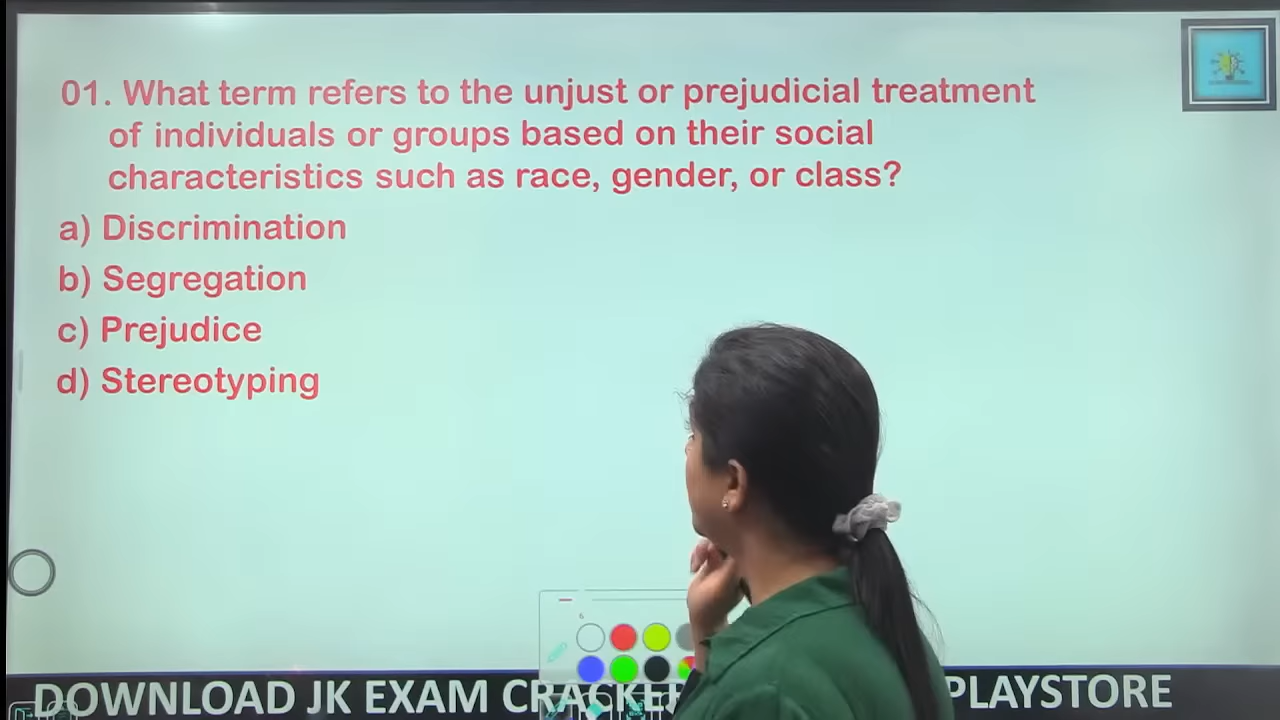 01. What term refers to the unjust or prejudicial treatment
of individuals or groups based on their social
characteristics such as race, gender, or class?
a) Discrimination
b) Segregation
c) Prejudice
d) Stereotyping
DOWNLOAD JK EXAM PLAYSTORE